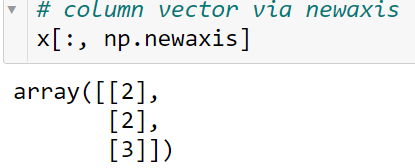 # column vector via newaxis
x[:, np.newaxis]
array([[2],
       [2],
       [3]])